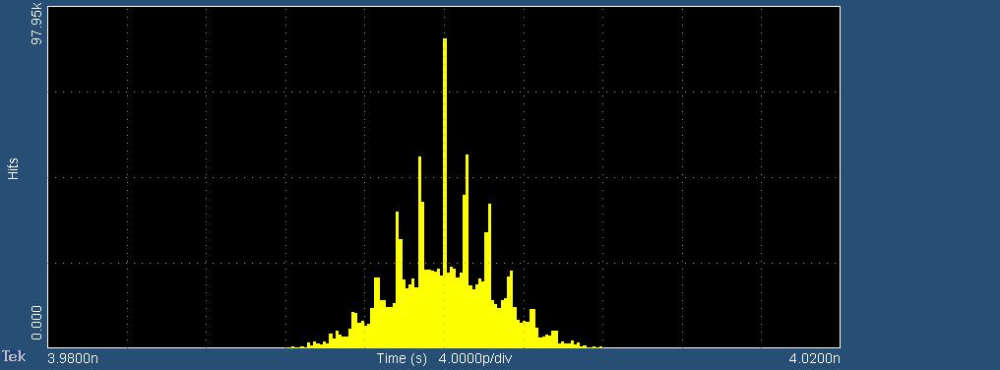 97.95k
Hits
0.000
Tek 3.9800n Time (s) 4.0000p/div 4.0200n